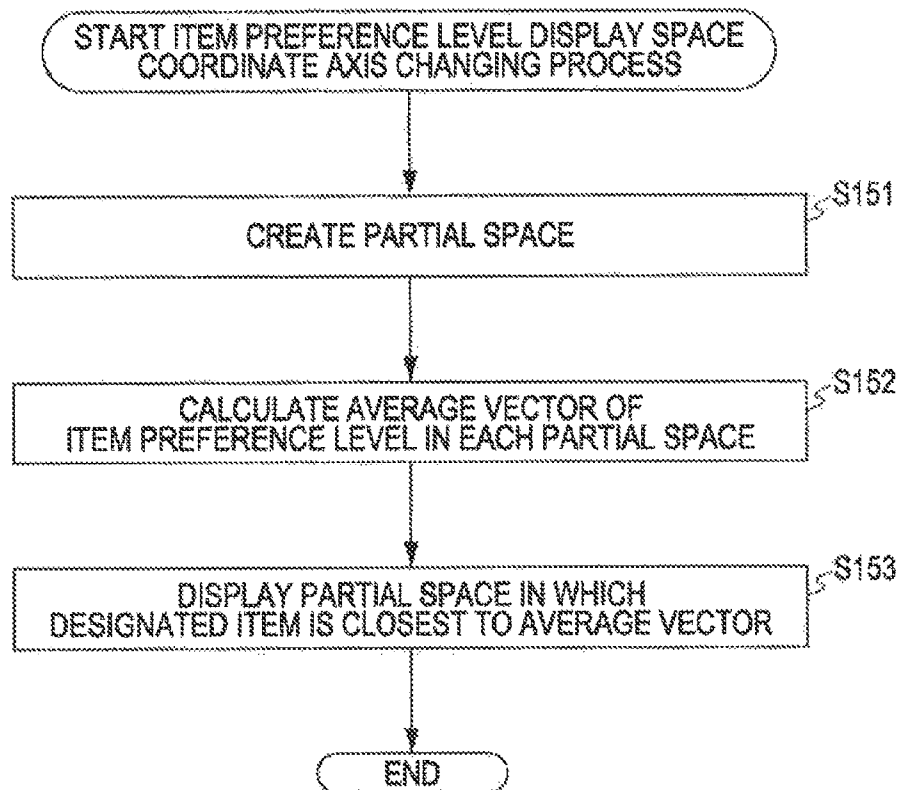 START ITEM PREFERENCE LEVEL DISPLAY SPACE
COORDINATE AXIS CHANGING PROCESS
S151
CREATE PARTIAL SPACE
S152
CALCULATE AVERAGE VECTOR OF
ITEM PREFERENCE LEVEL IN EACH PARTIAL SPACE
S153
DISPLAY PARTIAL SPACE IN WHICH
DESIGNATED ITEM IS CLOSEST TO AVERAGE VECTOR
END